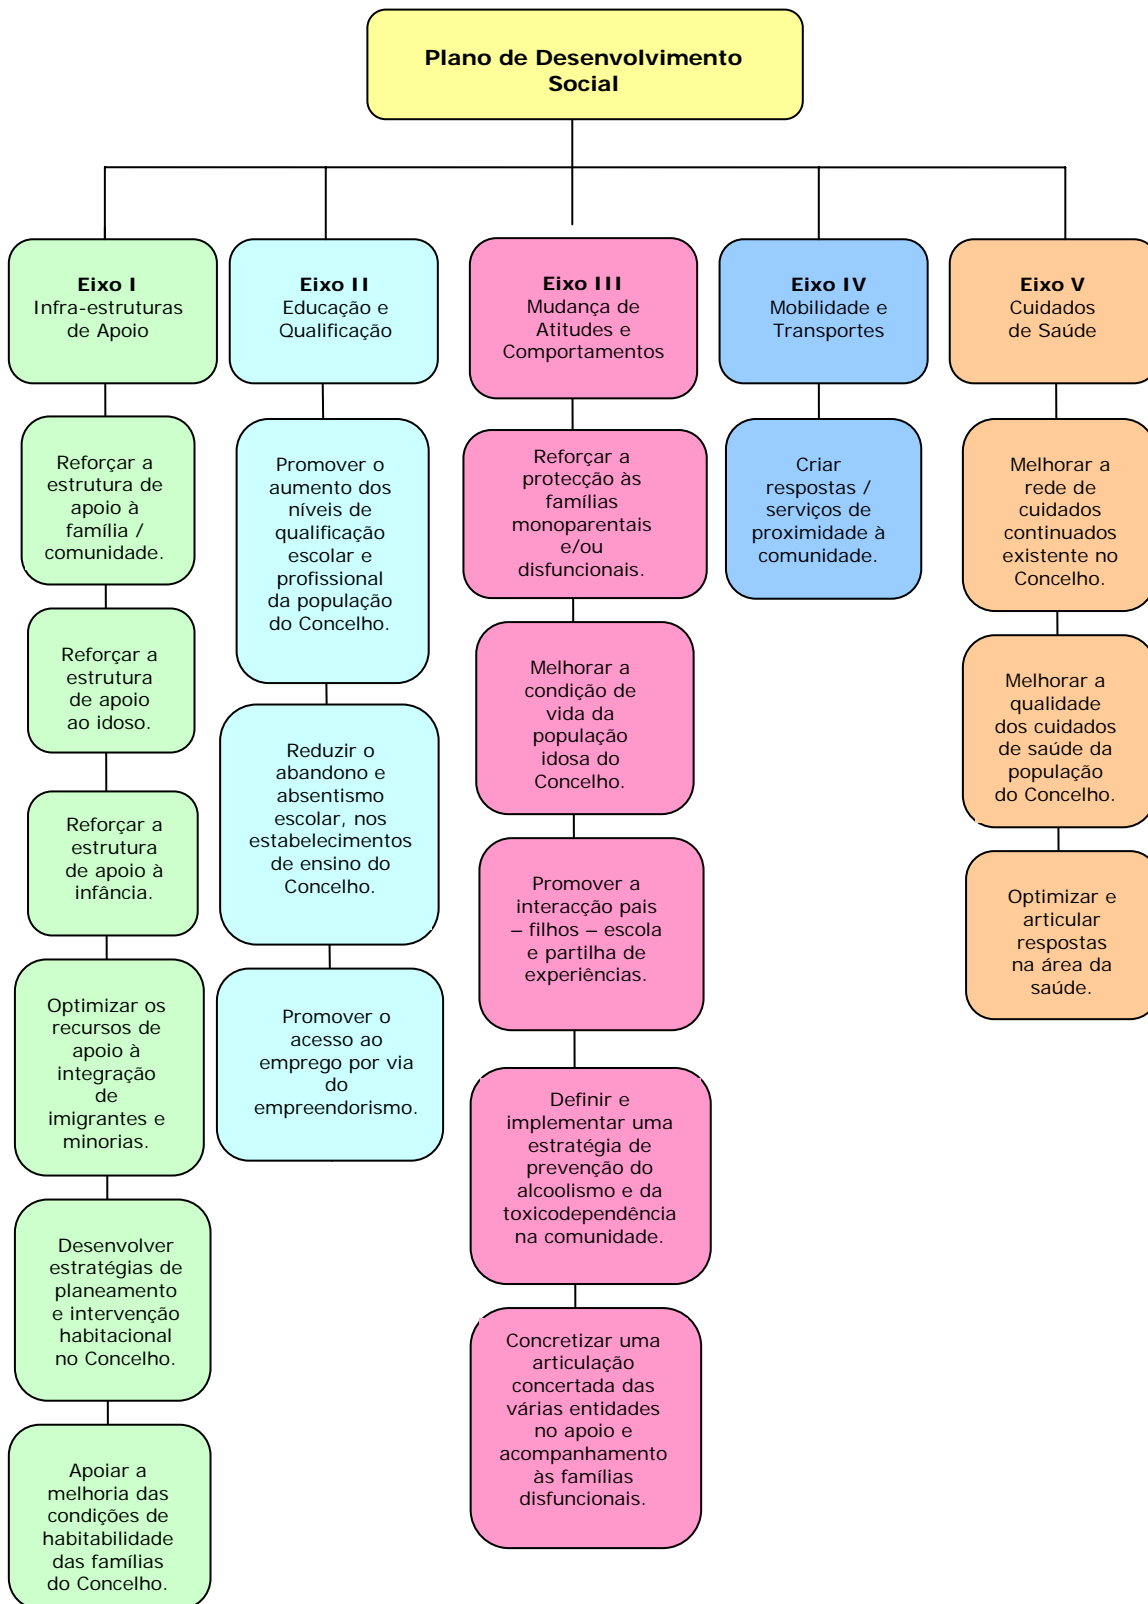 Plano de Desenvolvimento
Social
Eixo I
Infra-estruturas
de Apoio
Reforçar a
estrutura de
apoio à
família /
comunidade.
Reforçar a
estrutura
de apoio
ao idoso.
Reforçar a
estrutura
de apoio à
infância.
Optimizar os
recursos de
apoio à
integração
de
imigrantes e
minorias.
Desenvolver
estratégias de
planeamento
e intervenção
habitacional
no Concelho.
Apoiar a
melhoria das
condições de
habitabilidade
das famílias
do Concelho.
Eixo II
Educação e
Qualificação
Promover o
aumento dos
níveis de
qualificação
escolar e
profissional
da população
do Concelho.
Reduzir o
abandono e
absentismo
escolar, nos
estabelecimentos
de ensino do
Concelho.
Promover o
acesso ao
emprego por via
do
empreendorismo.
Eixo III
Mudança de
Atitudes e
Comportamentos
Reforçar a
protecção às
famílias
monoparentais
e/ou
disfuncionais.
Melhorar a
condição de
vida da
população
idosa do
Concelho.
Promover a
interacção pais
– filhos – escola
e partilha de
experiências.
Definir e
implementar uma
estratégia de
prevenção do
alcoolismo e da
toxicodependência
na comunidade.
Concretizar uma
articulação
concertada das
várias entidades
no apoio e
acompanhamento
às famílias
disfuncionais.
Eixo IV
Mobilidade e
Transportes
Criar
respostas /
serviços de
proximidade à
comunidade.
Eixo V
Cuidados
de Saúde
Melhorar a
rede de
cuidados
continuados
existente no
Concelho.
Melhorar a
qualidade
dos cuidados
de saúde da
população
do Concelho.
Optimizar e
articular
respostas
na área da
saúde.